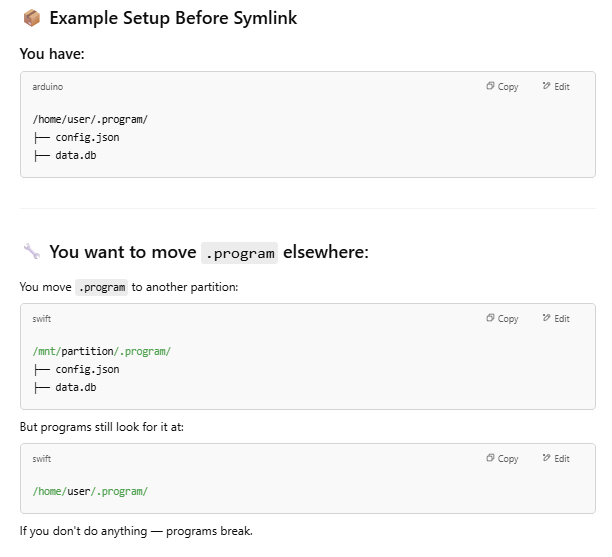 📦 Example Setup Before Symlink
You have:
arduino Copy Edit
/home/user/.program/
├── config.json
├── data.db
🔧 You want to move .program elsewhere:
You move .program to another partition:
swift Copy Edit
/mnt/partition/.program/
├── config.json
├── data.db
But programs still look for it at:
swift Copy Edit
/home/user/.program/
If you don't do anything — programs break.